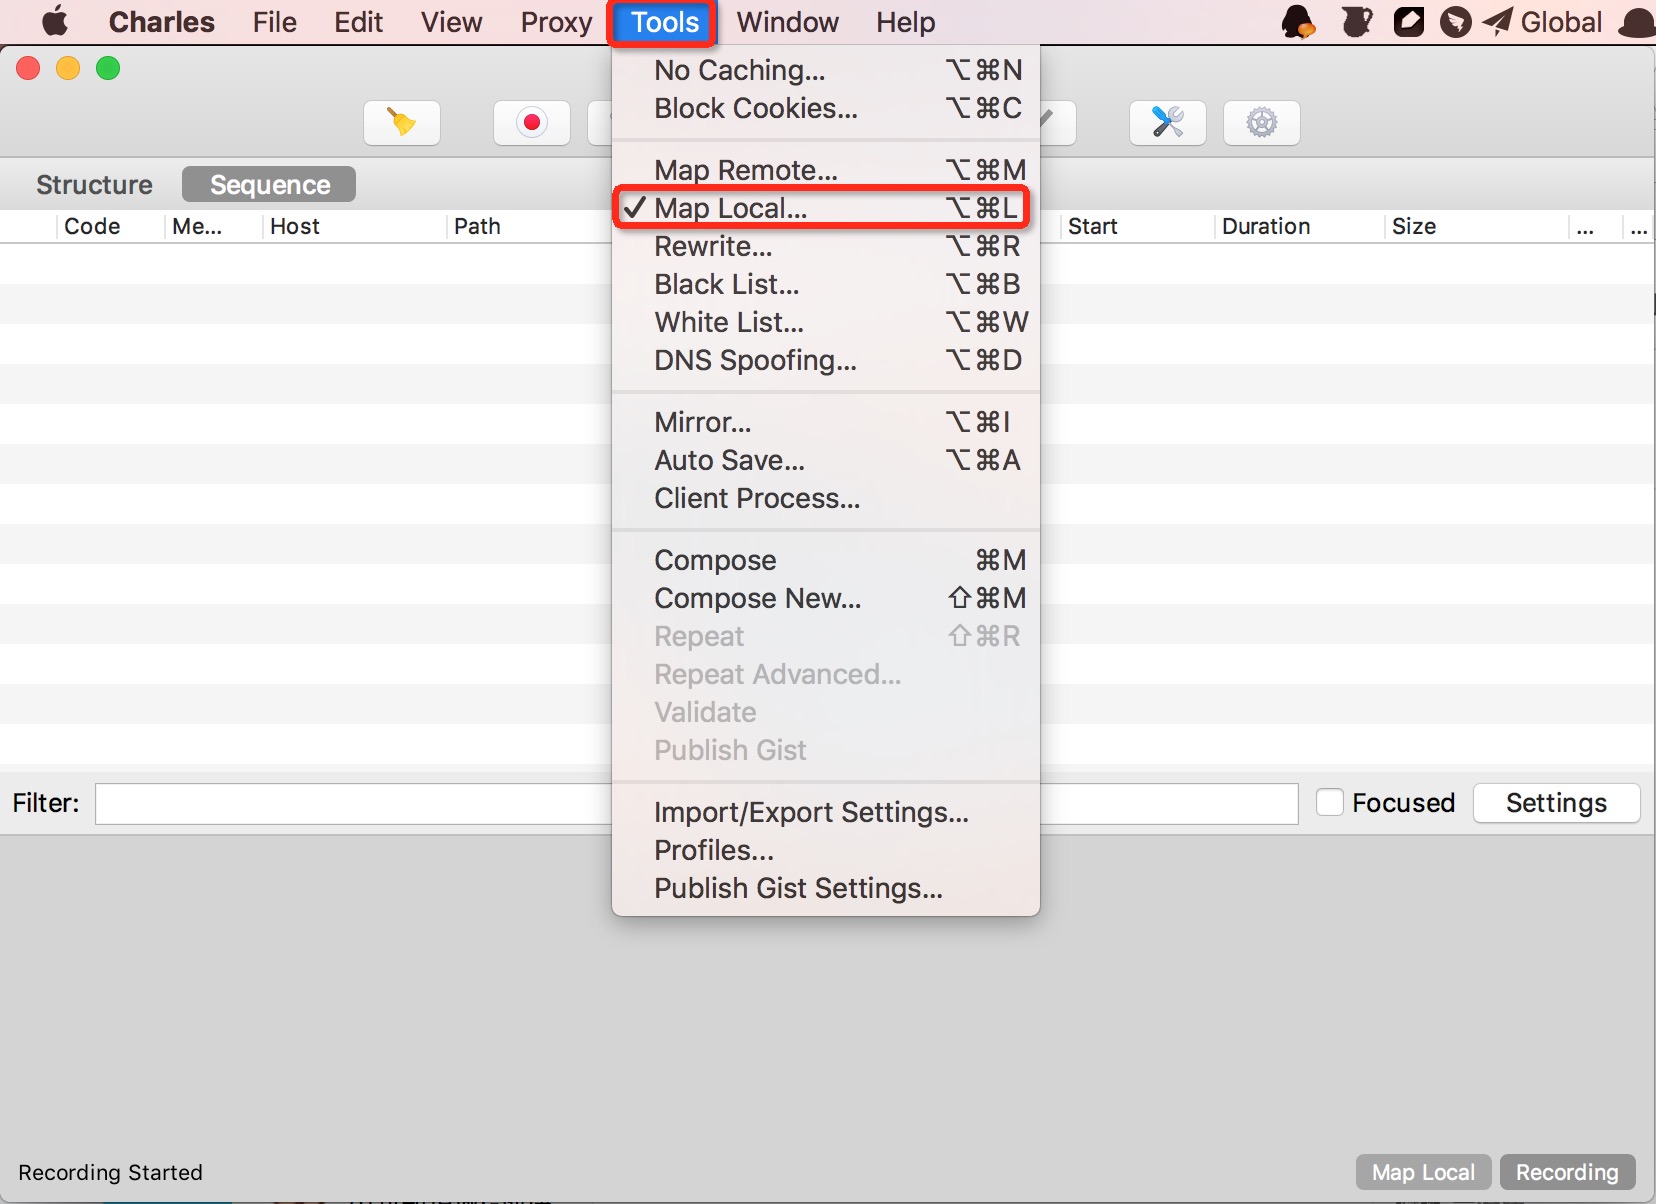 Charles File Edit View Proxy Tools Window Help Global
No Caching... ⌥⌘N
Block Cookies... ⌥⌘C
Map Remote... ⌥⌘M
Structure Sequence
✓ Map Local... ⌥⌘L
Code Me... Host Path Start Duration Size ... ...
Rewrite... ⌥⌘R
Black List... ⌥⌘B
White List... ⌥⌘W
DNS Spoofing... ⌥⌘D
Mirror... ⌥⌘I
Auto Save... ⌥⌘A
Client Process...
Compose ⌘M
Compose New... ⇧⌘M
Repeat ⇧⌘R
Repeat Advanced...
Validate
Publish Gist
Filter: Focused Settings
Import/Export Settings...
Profiles...
Publish Gist Settings...
Recording Started Map Local Recording